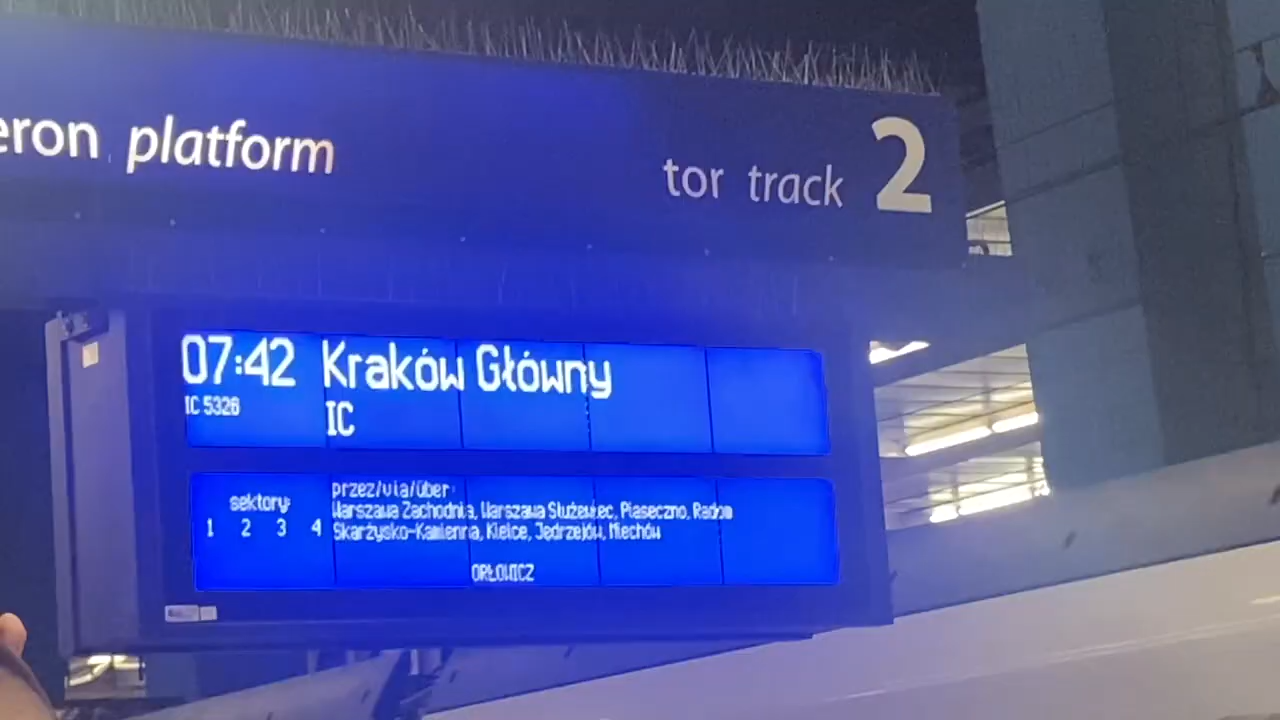 eron platform
tor track 2
07:42 Kraków Główny
IC 5326
IC
sektory:
1 2 3 4
przez/via/über:
Warszawa Zachodnia, Warszawa Służewiec, Piaseczno, Radom
Skarżysko-Kamienna, Kielce, Jędrzejów, Miechów
ORŁOWICZ